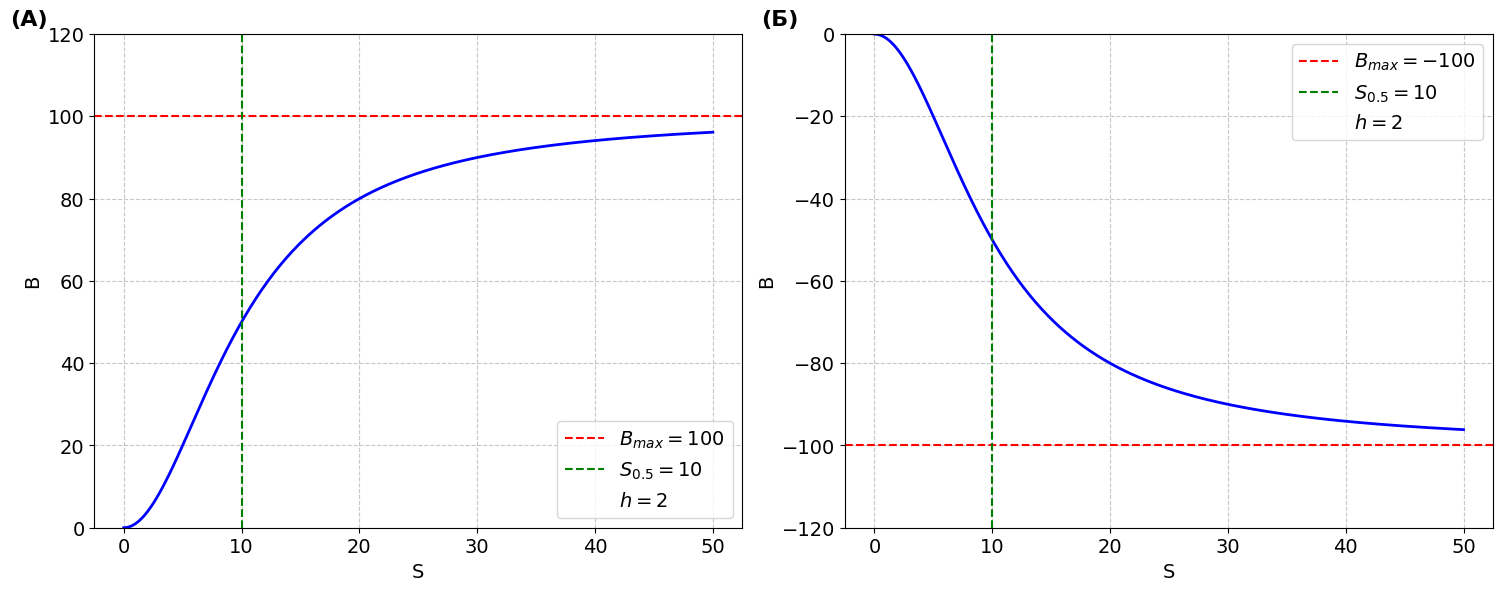 (А)
120
100
80
60
40
20
0
B
0 10 20 30 40 50
S
B_max = 100
S_0.5 = 10
h = 2
(Б)
0
−20
−40
−60
−80
−100
−120
B
0 10 20 30 40 50
S
B_max = −100
S_0.5 = 10
h = 2